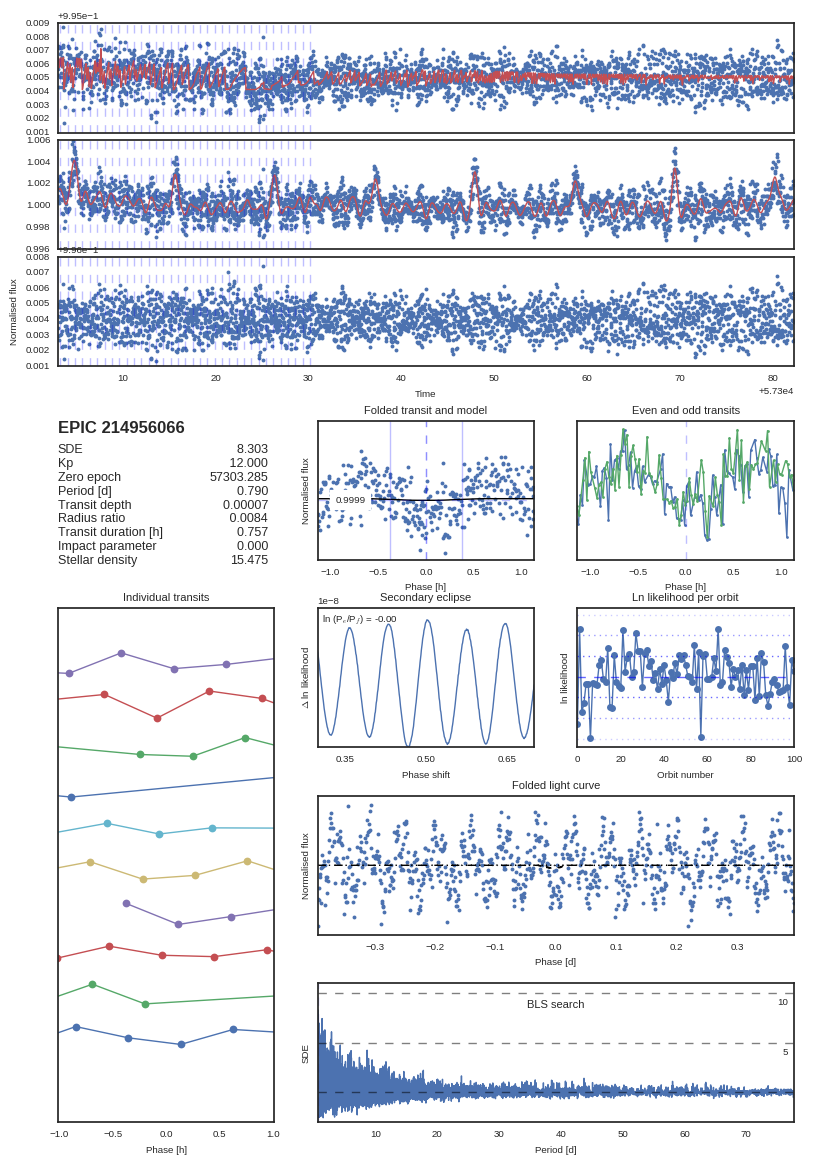 +9.95e−1
0.009
0.008
0.007
0.006
0.005
0.004
0.003
0.002
0.001
1.006
1.004
1.002
1.000
0.998
0.996
+9.96e−1
0.008
0.007
0.006
0.005
0.004
0.003
0.002
0.001
Normalised flux
10 20 30 40 50 60 70 80
Time
+5.73e4
EPIC 214956066
SDE 8.303
Kp 12.000
Zero epoch 57303.285
Period [d] 0.790
Transit depth 0.00007
Radius ratio 0.0084
Transit duration [h] 0.757
Impact parameter 0.000
Stellar density 15.475
Folded transit and model
Normalised flux
0.9999
−1.0 −0.5 0.0 0.5 1.0
Phase [h]
Even and odd transits
−1.0 −0.5 0.0 0.5 1.0
Phase [h]
Individual transits
−1.0 −0.5 0.0 0.5 1.0
Phase [h]
Secondary eclipse
1e−8
ln (Pₑ/P𝑓) = -0.00
Δ ln likelihood
0.35 0.50 0.65
Phase shift
Ln likelihood per orbit
ln likelihood
0 20 40 60 80 100
Orbit number
Folded light curve
Normalised flux
−0.3 −0.2 −0.1 0.0 0.1 0.2 0.3
Phase [d]
BLS search
10
5
SDE
10 20 30 40 50 60 70
Period [d]